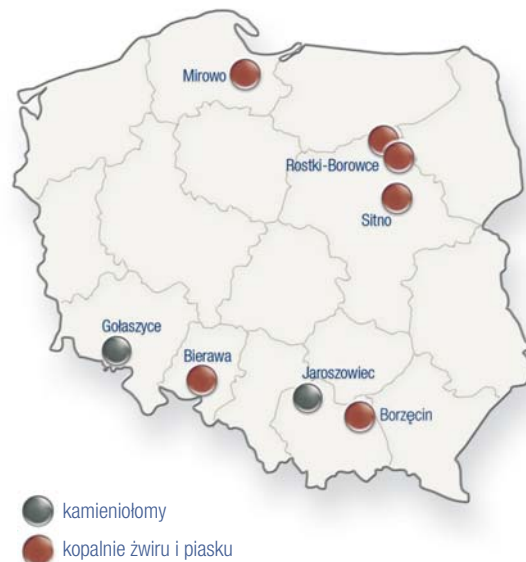 Mirowo
Rostki-Borowce
Sitno
Gołaszyce
Bierawa
Jaroszowiec
Borzęcin
kamieniołomy
kopalnie żwiru i piasku